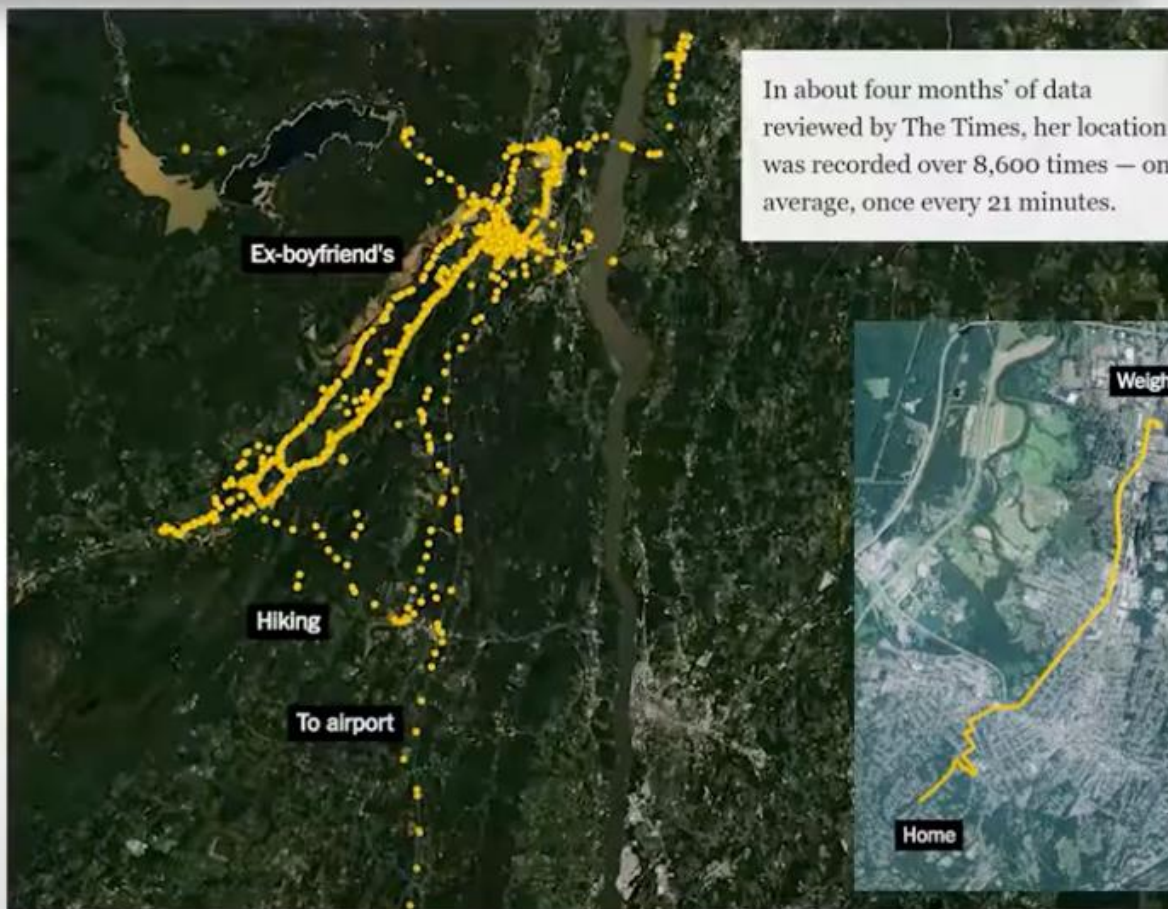 In about four months’ of data
reviewed by The Times, her location
was recorded over 8,600 times — on
average, once every 21 minutes.
Ex-boyfriend's
Weigh
Hiking
To airport
Home